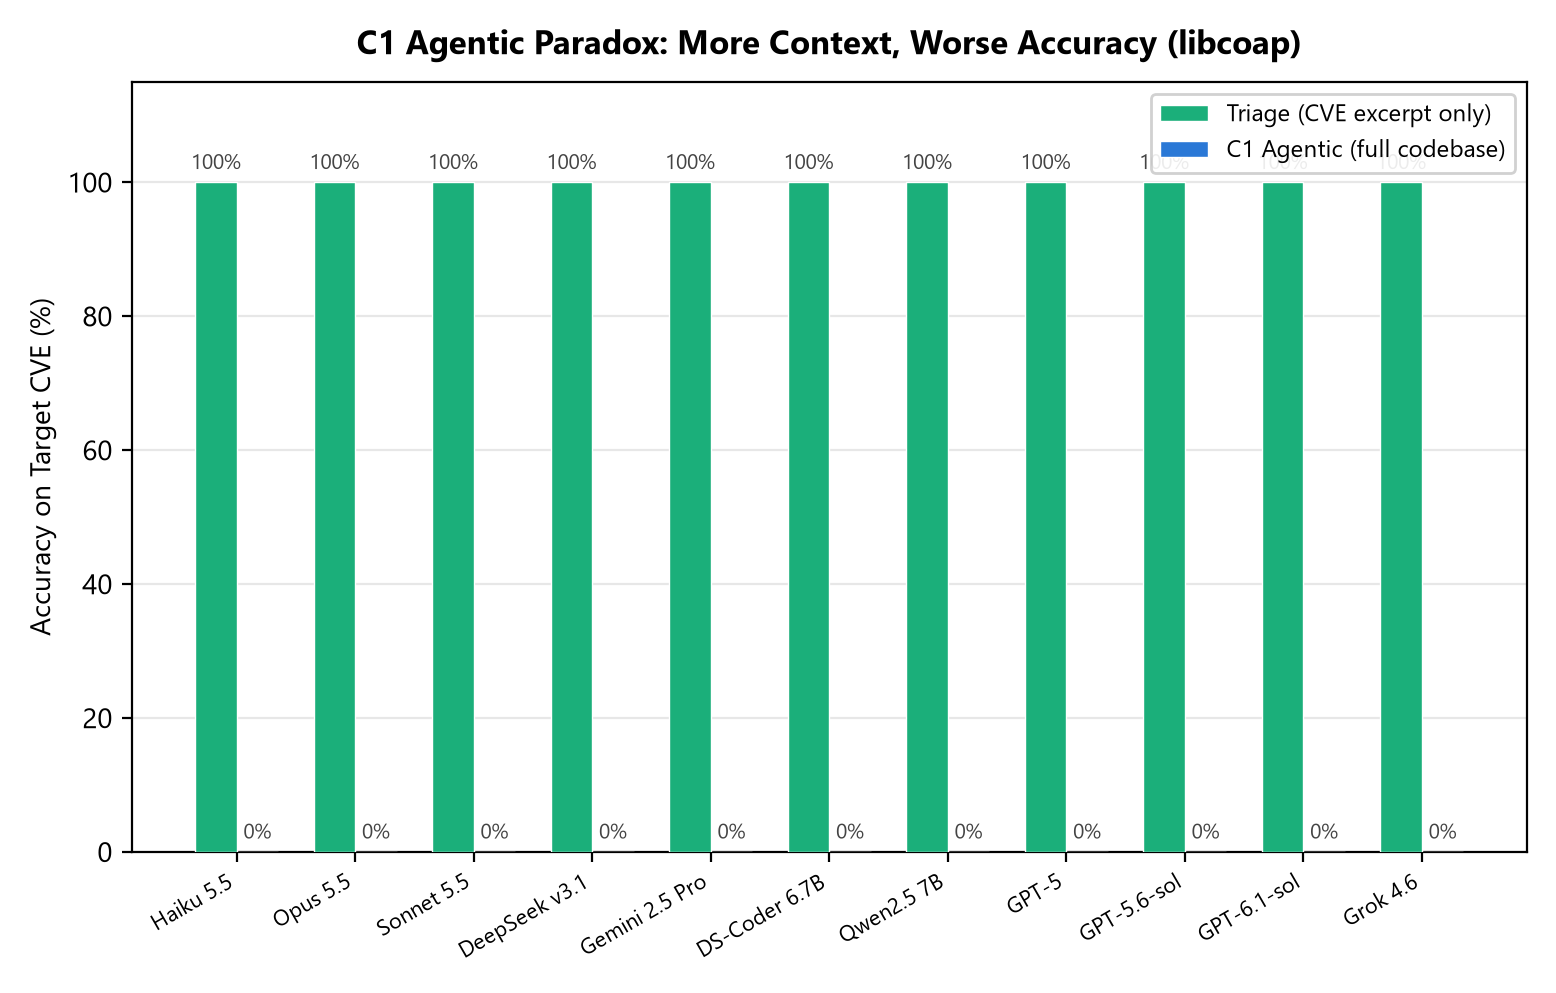 C1 Agentic Paradox: More Context, Worse Accuracy (libcoap)
Triage (CVE excerpt only)
C1 Agentic (full codebase)
Accuracy on Target CVE (%)
100
80
60
40
20
0
100% 100% 100% 100% 100% 100% 100% 100% 100% 100% 100%
0% 0% 0% 0% 0% 0% 0% 0% 0% 0% 0%
Haiku 5.5
Opus 5.5
Sonnet 5.5
DeepSeek v3.1
Gemini 2.5 Pro
DS-Coder 6.7B
Qwen2.5 7B
GPT-5
GPT-5.6-sol
GPT-6.1-sol
Grok 4.6